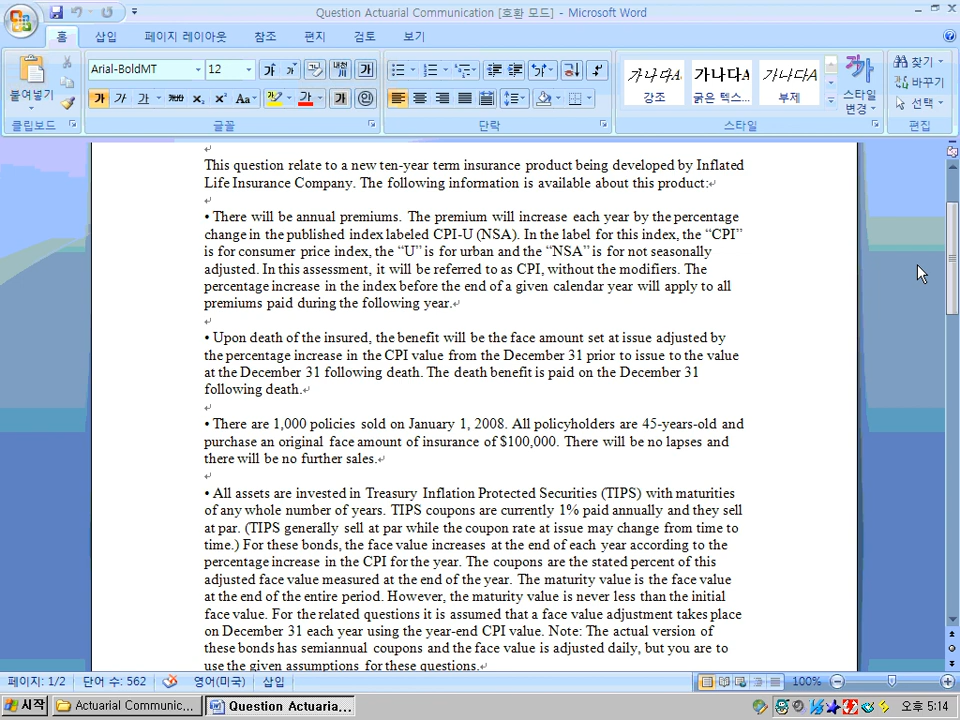 Question Actuarial Communication [호환 모드] - Microsoft Word
홈 삽입 페이지 레이아웃 참조 편지 검토 보기
붙여넣기
클립보드
Arial-BoldMT 12
가 가 가 abc x₂ x² Aa
글꼴
단락
가나다AA 가나다A 가나다AA
강조 굵은 텍스... 부제
스타일 변경
스타일
찾기
바꾸기
선택
편집
This question relate to a new ten-year term insurance product being developed by Inflated
Life Insurance Company. The following information is available about this product:
• There will be annual premiums. The premium will increase each year by the percentage
change in the published index labeled CPI-U (NSA). In the label for this index, the “CPI”
is for consumer price index, the “U” is for urban and the “NSA” is for not seasonally
adjusted. In this assessment, it will be referred to as CPI, without the modifiers. The
percentage increase in the index before the end of a given calendar year will apply to all
premiums paid during the following year.
• Upon death of the insured, the benefit will be the face amount set at issue adjusted by
the percentage increase in the CPI value from the December 31 prior to issue to the value
at the December 31 following death. The death benefit is paid on the December 31
following death.
• There are 1,000 policies sold on January 1, 2008. All policyholders are 45-years-old and
purchase an original face amount of insurance of $100,000. There will be no lapses and
there will be no further sales.
• All assets are invested in Treasury Inflation Protected Securities (TIPS) with maturities
of any whole number of years. TIPS coupons are currently 1% paid annually and they sell
at par. (TIPS generally sell at par while the coupon rate at issue may change from time to
time.) For these bonds, the face value increases at the end of each year according to the
percentage increase in the CPI for the year. The coupons are the stated percent of this
adjusted face value measured at the end of the year. The maturity value is the face value
at the end of the entire period. However, the maturity value is never less than the initial
face value. For the related questions it is assumed that a face value adjustment takes place
on December 31 each year using the year-end CPI value. Note: The actual version of
these bonds has semiannual coupons and the face value is adjusted daily, but you are to
use the given assumptions for these questions.
페이지: 1/2 단어 수: 562 영어(미국) 삽입 100%
시작 Actuarial Communic... Question Actuaria... 오후 5:14